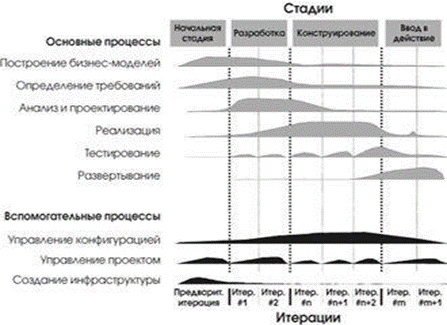 Стадии
Основные процессы
Начальная стадия
Разработка
Конструирование
Ввод в действие
Построение бизнес-моделей
Определение требований
Анализ и проектирование
Реализация
Тестирование
Развертывание
Вспомогательные процессы
Управление конфигурацией
Управление проектом
Создание инфраструктуры
Предварит. итерация
Итер. #1
Итер. #2
Итер. #n
Итер. #n+1
Итер. #n+2
Итер. #m
Итер. #m+1
Итерации